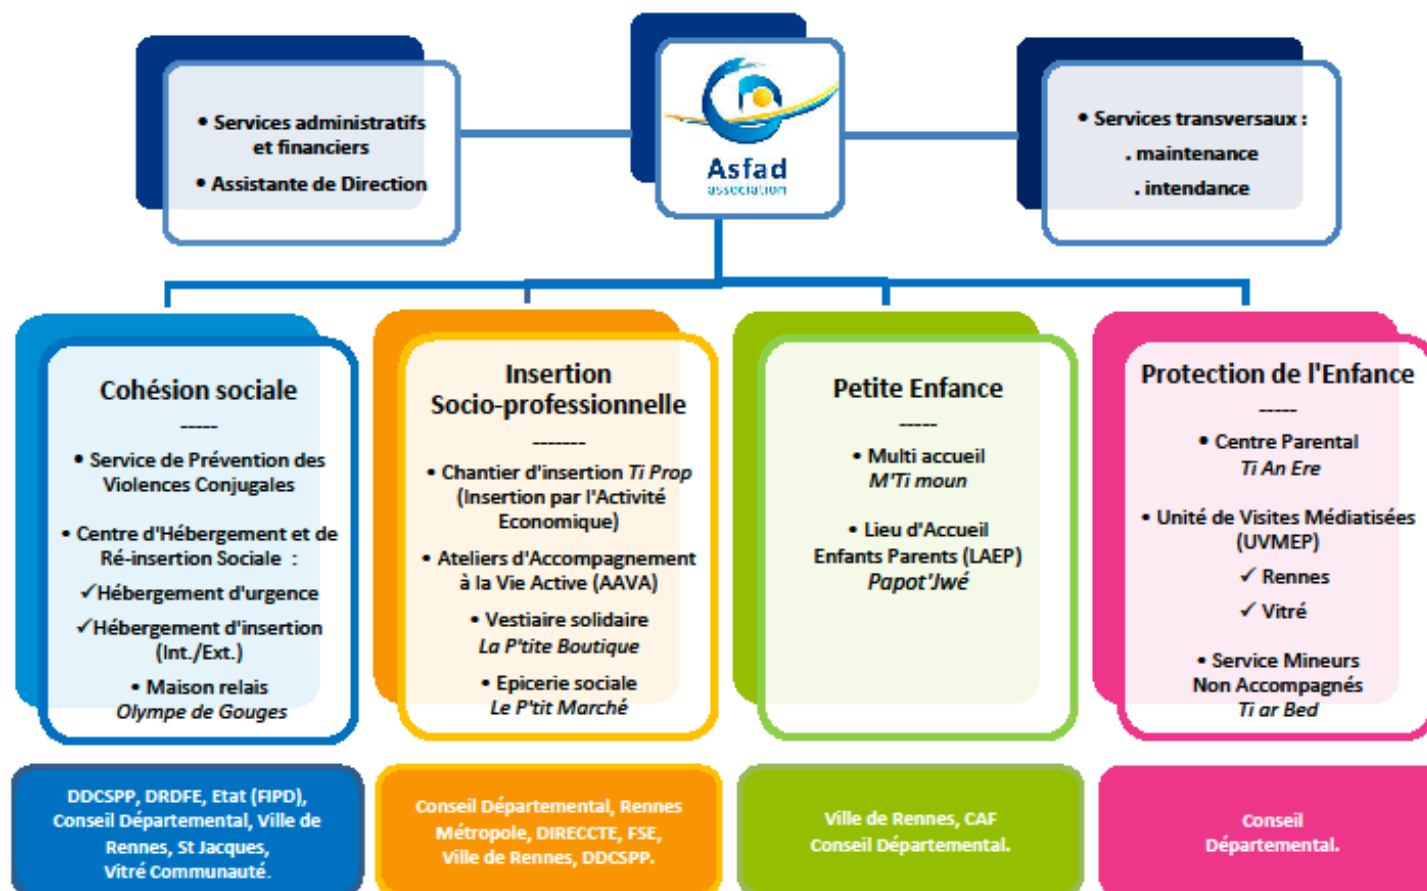 • Services administratifs
et financiers
• Assistante de Direction
Asfad
association
• Services transversaux :
. maintenance
. intendance
Cohésion sociale
-----
• Service de Prévention des
Violences Conjugales
• Centre d'Hébergement et de
Ré-insertion Sociale :
✓Hébergement d'urgence
✓Hébergement d'insertion
(Int./Ext.)
• Maison relais
Olympe de Gouges
Insertion
Socio-professionnelle
-------
• Chantier d'insertion Ti Prop
(Insertion par l'Activité
Economique)
• Ateliers d'Accompagnement
à la Vie Active (AAVA)
• Vestiaire solidaire
La P'tite Boutique
• Epicerie sociale
Le P'tit Marché
Petite Enfance
-----
• Multi accueil
M'Ti moun
• Lieu d'Accueil
Enfants Parents (LAEP)
Papot'Jwé
Protection de l'Enfance
-----
• Centre Parental
Ti An Ere
• Unité de Visites Médiatisées
(UVMEP)
✓ Rennes
✓ Vitré
• Service Mineurs
Non Accompagnés
Ti ar Bed
DDCSPP, DRDFE, Etat (FIPD),
Conseil Départemental, Ville de
Rennes, St Jacques,
Vitré Communauté.
Conseil Départemental, Rennes
Métropole, DIRECCTE, FSE,
Ville de Rennes, DDCSPP.
Ville de Rennes, CAF
Conseil Départemental.
Conseil
Départemental.